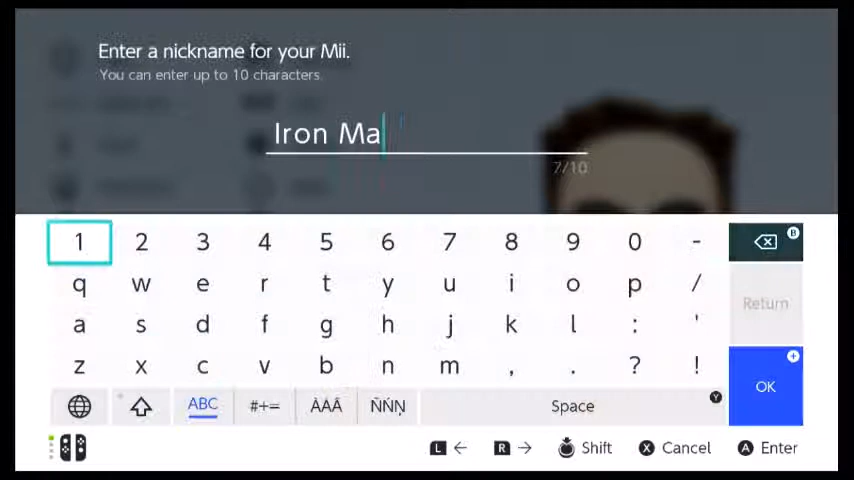 Enter a nickname for your Mii.
You can enter up to 10 characters.
Iron Ma
7/10
1 2 3 4 5 6 7 8 9 0 - B
q w e r t y u i o p /
Return
a s d f g h j k l : '
z x c v b n m , . ? ! + OK
ABC #+= ÀÁÂ ÑŃŅ Space Y
L ← R → Shift X Cancel A Enter